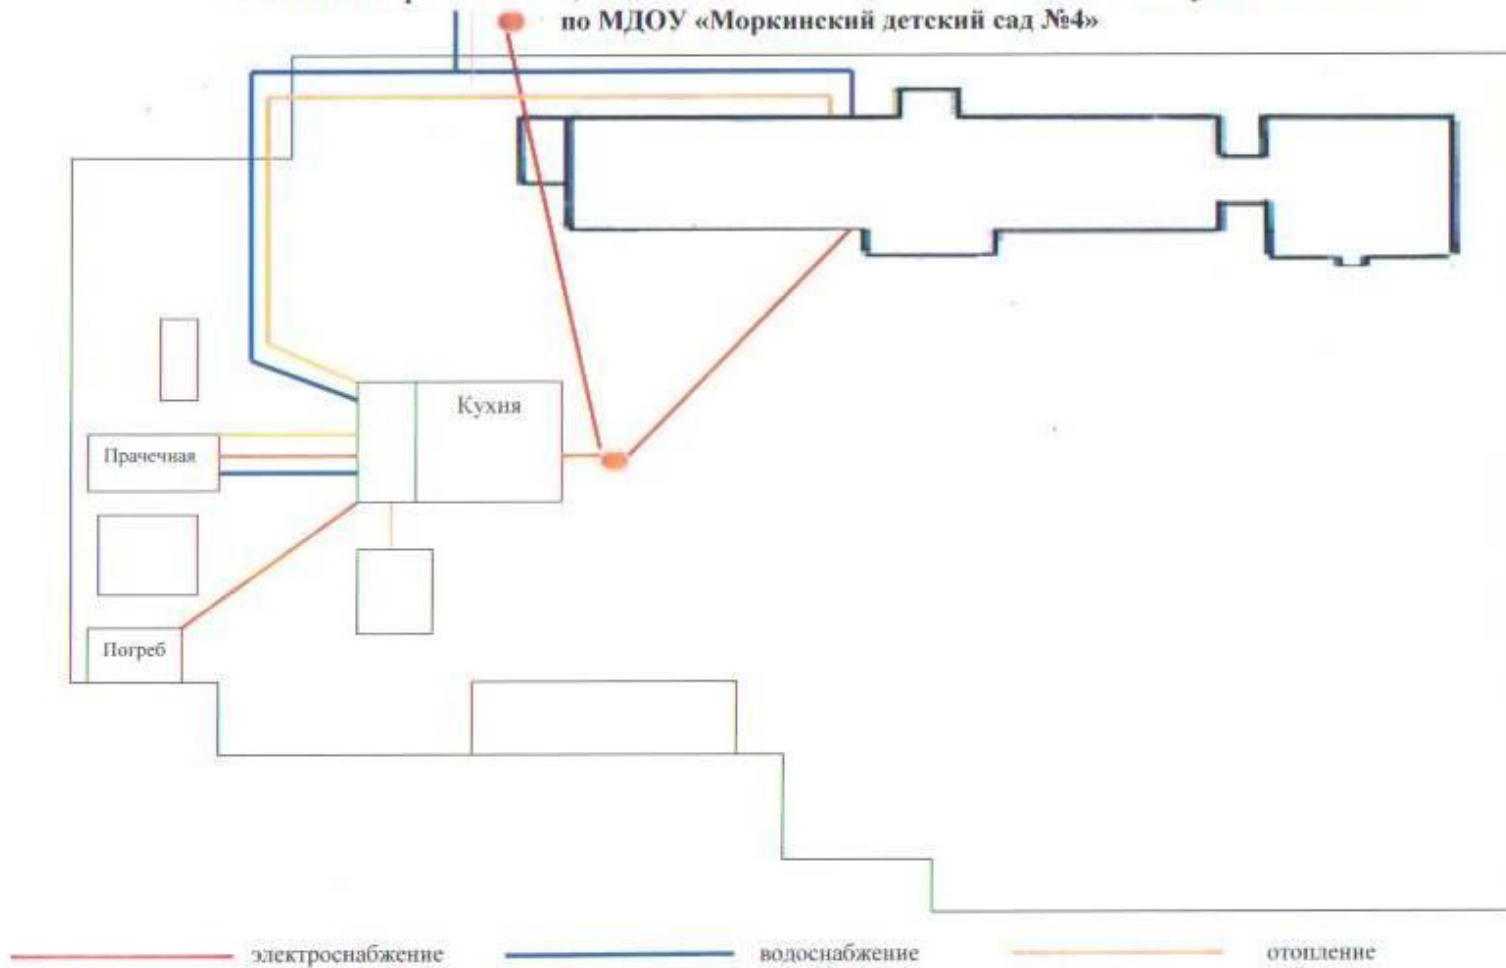 по МДОУ «Моркинский детский сад №4»
Кухня
Прачечная
Погреб
электроснабжение
водоснабжение
отопление